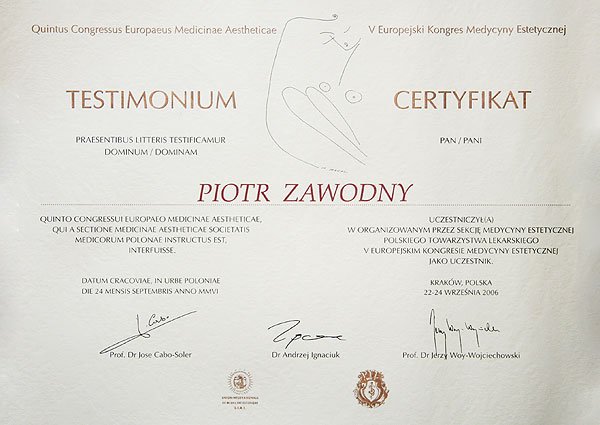 Quintus Congressus Europaeus Medicinae Aestheticae
V Europejski Kongres Medycyny Estetycznej
TESTIMONIUM
CERTYFIKAT
PRAESENTIBUS LITTERIS TESTIFICAMUR
DOMINUM / DOMINAM
PAN / PANI
PIOTR ZAWODNY
QUINTO CONGRESSUI EUROPAEO MEDICINAE AESTHETICAE,
QUI A SECTIONE MEDICINAE AESTHETICAE SOCIETATIS
MEDICORUM POLONAE INSTRUCTUS EST,
INTERFUISSE.
DATUM CRACOVIAE, IN URBE POLONIAE
DIE 24 MENSIS SEPTEMBRIS ANNO MMVI
UCZESTNICZYŁ(A)
W ORGANIZOWANYM PRZEZ SEKCJĘ MEDYCYNY ESTETYCZNEJ
POLSKIEGO TOWARZYSTWA LEKARSKIEGO
V EUROPEJSKIM KONGRESIE MEDYCYNY ESTETYCZNEJ
JAKO UCZESTNIK.
KRAKÓW, POLSKA
22-24 WRZEŚNIA 2006
Prof. Dr Jose Cabo-Soler
Dr Andrzej Ignaciuk
Prof. Dr Jerzy Woy-Wojciechowski